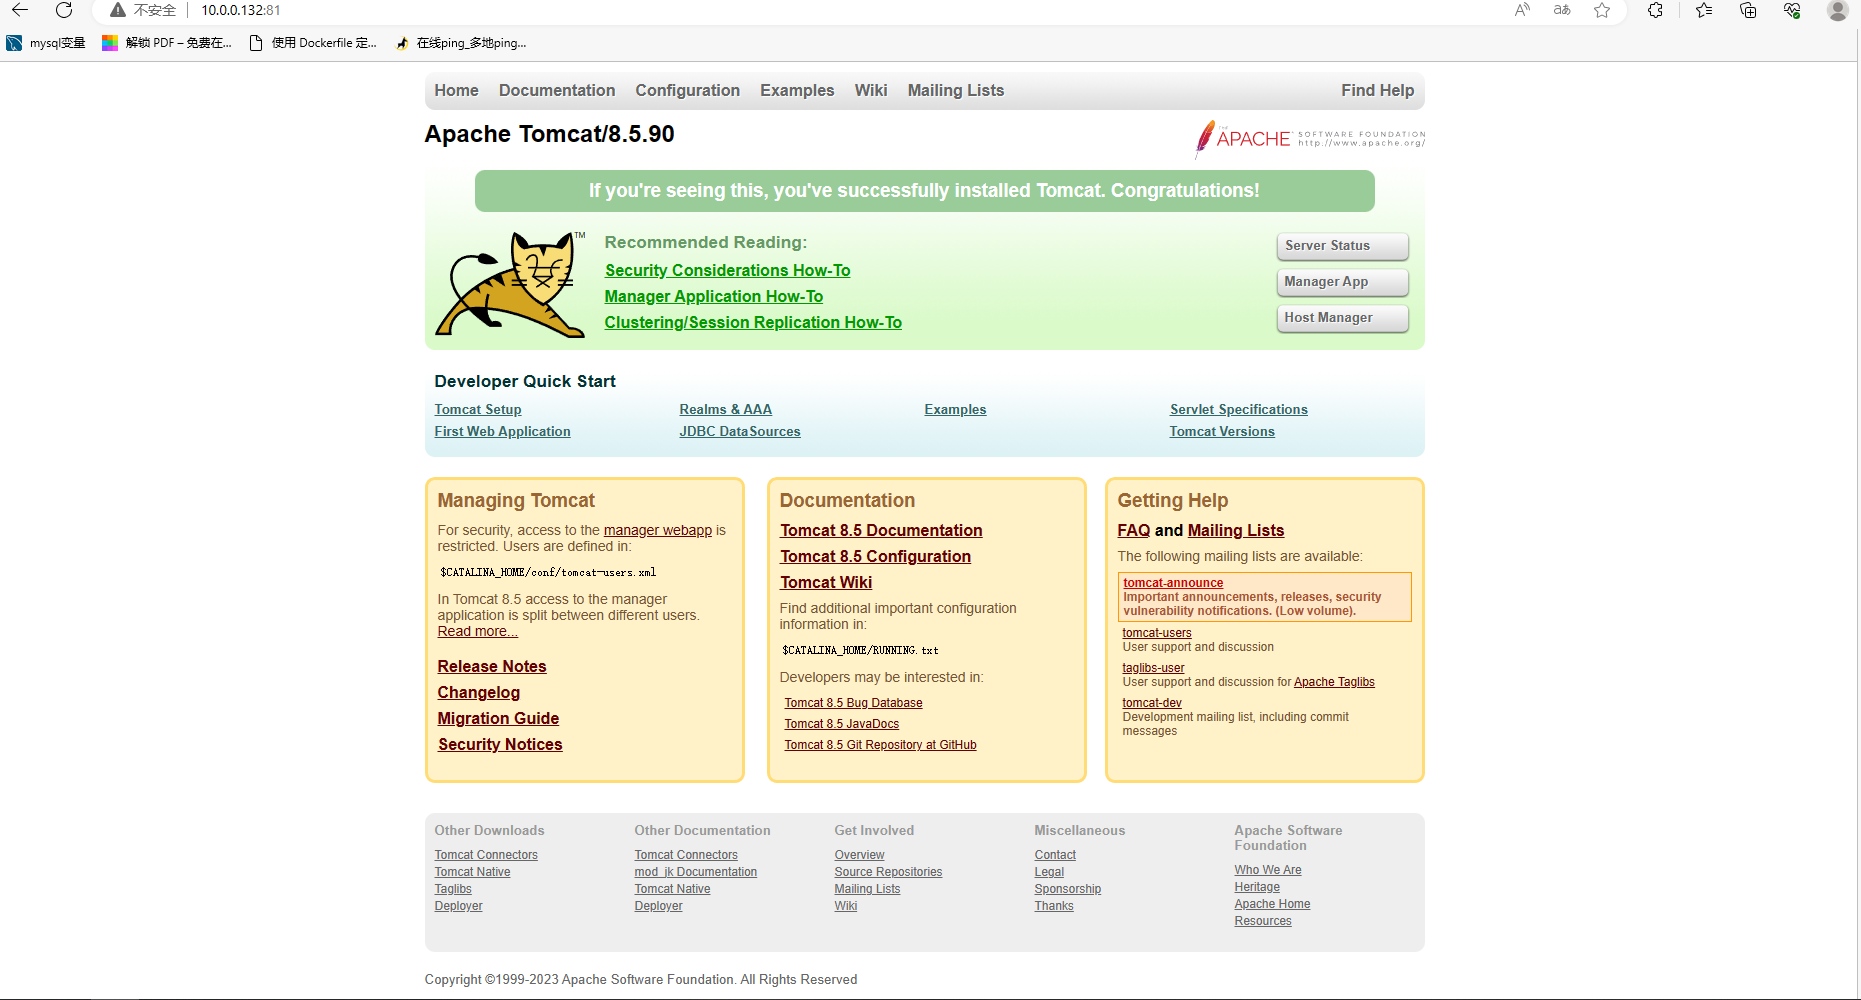 不安全 10.0.0.132:81
mysql变量 解锁 PDF – 免费在... 使用 Dockerfile 定... 在线ping_多地ping...
Home Documentation Configuration Examples Wiki Mailing Lists Find Help
Apache Tomcat/8.5.90
THE APACHE SOFTWARE FOUNDATION
http://www.apache.org/
If you're seeing this, you've successfully installed Tomcat. Congratulations!
TM
Recommended Reading:
Security Considerations How-To
Manager Application How-To
Clustering/Session Replication How-To
Server Status
Manager App
Host Manager
Developer Quick Start
Tomcat Setup
First Web Application
Realms & AAA
JDBC DataSources
Examples
Servlet Specifications
Tomcat Versions
Managing Tomcat
For security, access to the manager webapp is
restricted. Users are defined in:
$CATALINA_HOME/conf/tomcat-users.xml
In Tomcat 8.5 access to the manager
application is split between different users.
Read more...
Release Notes
Changelog
Migration Guide
Security Notices
Documentation
Tomcat 8.5 Documentation
Tomcat 8.5 Configuration
Tomcat Wiki
Find additional important configuration
information in:
$CATALINA_HOME/RUNNING.txt
Developers may be interested in:
Tomcat 8.5 Bug Database
Tomcat 8.5 JavaDocs
Tomcat 8.5 Git Repository at GitHub
Getting Help
FAQ and Mailing Lists
The following mailing lists are available:
tomcat-announce
Important announcements, releases, security
vulnerability notifications. (Low volume).
tomcat-users
User support and discussion
taglibs-user
User support and discussion for Apache Taglibs
tomcat-dev
Development mailing list, including commit
messages
Other Downloads
Tomcat Connectors
Tomcat Native
Taglibs
Deployer
Other Documentation
Tomcat Connectors
mod_jk Documentation
Tomcat Native
Deployer
Get Involved
Overview
Source Repositories
Mailing Lists
Wiki
Miscellaneous
Contact
Legal
Sponsorship
Thanks
Apache Software
Foundation
Who We Are
Heritage
Apache Home
Resources
Copyright ©1999-2023 Apache Software Foundation. All Rights Reserved